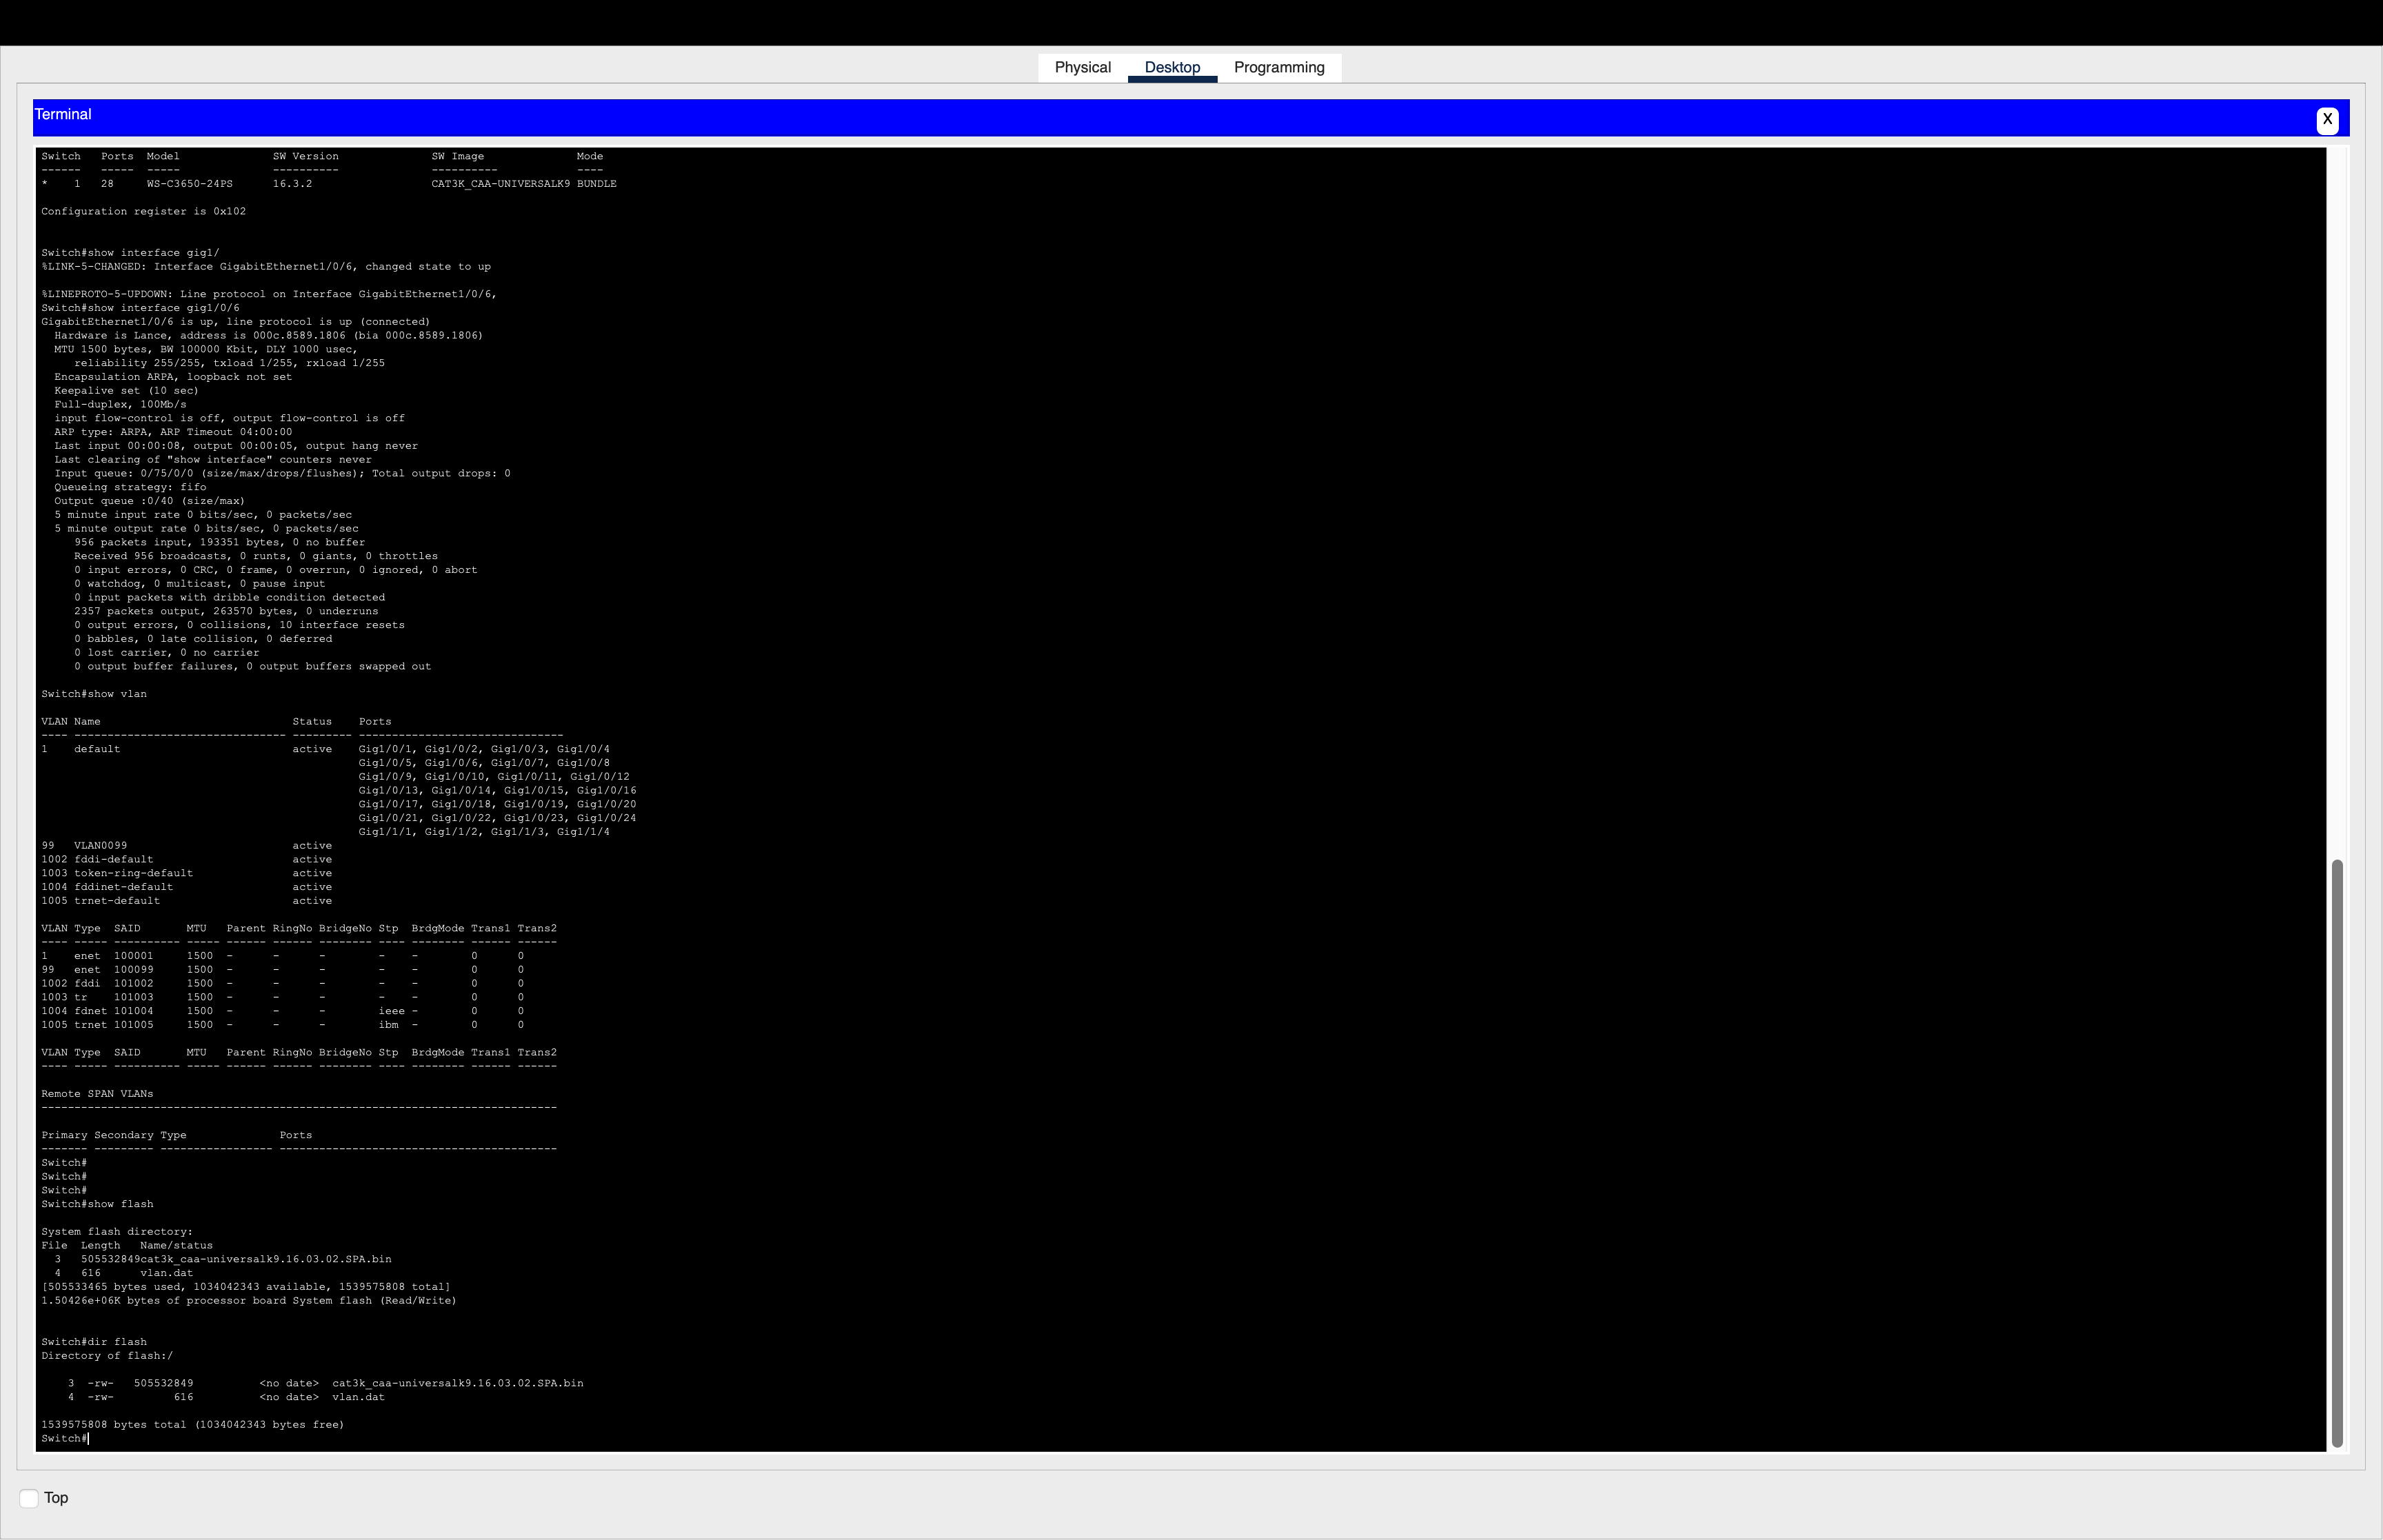 Physical Desktop Programming
Terminal
X
Switch   Ports  Model              SW Version              SW Image              Mode
------   -----  -----              ----------              ----------            ----
*    1   28     WS-C3650-24PS      16.3.2                  CAT3K_CAA-UNIVERSALK9 BUNDLE
Configuration register is 0x102
Switch#show interface gig1/
%LINK-5-CHANGED: Interface GigabitEthernet1/0/6, changed state to up
%LINEPROTO-5-UPDOWN: Line protocol on Interface GigabitEthernet1/0/6,
Switch#show interface gig1/0/6
GigabitEthernet1/0/6 is up, line protocol is up (connected)
  Hardware is Lance, address is 000c.8589.1806 (bia 000c.8589.1806)
  MTU 1500 bytes, BW 100000 Kbit, DLY 1000 usec,
     reliability 255/255, txload 1/255, rxload 1/255
  Encapsulation ARPA, loopback not set
  Keepalive set (10 sec)
  Full-duplex, 100Mb/s
  input flow-control is off, output flow-control is off
  ARP type: ARPA, ARP Timeout 04:00:00
  Last input 00:00:08, output 00:00:05, output hang never
  Last clearing of "show interface" counters never
  Input queue: 0/75/0/0 (size/max/drops/flushes); Total output drops: 0
  Queueing strategy: fifo
  Output queue :0/40 (size/max)
  5 minute input rate 0 bits/sec, 0 packets/sec
  5 minute output rate 0 bits/sec, 0 packets/sec
     956 packets input, 193351 bytes, 0 no buffer
     Received 956 broadcasts, 0 runts, 0 giants, 0 throttles
     0 input errors, 0 CRC, 0 frame, 0 overrun, 0 ignored, 0 abort
     0 watchdog, 0 multicast, 0 pause input
     0 input packets with dribble condition detected
     2357 packets output, 263570 bytes, 0 underruns
     0 output errors, 0 collisions, 10 interface resets
     0 babbles, 0 late collision, 0 deferred
     0 lost carrier, 0 no carrier
     0 output buffer failures, 0 output buffers swapped out
Switch#show vlan
VLAN Name                             Status    Ports
---- -------------------------------- --------- -------------------------------
1    default                          active    Gig1/0/1, Gig1/0/2, Gig1/0/3, Gig1/0/4
                                                Gig1/0/5, Gig1/0/6, Gig1/0/7, Gig1/0/8
                                                Gig1/0/9, Gig1/0/10, Gig1/0/11, Gig1/0/12
                                                Gig1/0/13, Gig1/0/14, Gig1/0/15, Gig1/0/16
                                                Gig1/0/17, Gig1/0/18, Gig1/0/19, Gig1/0/20
                                                Gig1/0/21, Gig1/0/22, Gig1/0/23, Gig1/0/24
                                                Gig1/1/1, Gig1/1/2, Gig1/1/3, Gig1/1/4
99   VLAN0099                         active
1002 fddi-default                     active
1003 token-ring-default               active
1004 fddinet-default                  active
1005 trnet-default                    active
VLAN Type  SAID       MTU   Parent RingNo BridgeNo Stp  BrdgMode Trans1 Trans2
---- ----- ---------- ----- ------ ------ -------- ---- -------- ------ ------
1    enet  100001     1500  -      -      -        -    -        0      0
99   enet  100099     1500  -      -      -        -    -        0      0
1002 fddi  101002     1500  -      -      -        -    -        0      0
1003 tr    101003     1500  -      -      -        -    -        0      0
1004 fdnet 101004     1500  -      -      -        ieee -        0      0
1005 trnet 101005     1500  -      -      -        ibm  -        0      0
VLAN Type  SAID       MTU   Parent RingNo BridgeNo Stp  BrdgMode Trans1 Trans2
---- ----- ---------- ----- ------ ------ -------- ---- -------- ------ ------
Remote SPAN VLANs
------------------------------------------------------------------------------
Primary Secondary Type              Ports
------- --------- ----------------- ------------------------------------------
Switch#
Switch#
Switch#
Switch#show flash
System flash directory:
File  Length   Name/status
  3   505532849cat3k_caa-universalk9.16.03.02.SPA.bin
  4   616      vlan.dat
[505533465 bytes used, 1034042343 available, 1539575808 total]
1.50426e+06K bytes of processor board System flash (Read/Write)
Switch#dir flash
Directory of flash:/
    3  -rw-   505532849          <no date>  cat3k_caa-universalk9.16.03.02.SPA.bin
    4  -rw-         616          <no date>  vlan.dat
1539575808 bytes total (1034042343 bytes free)
Switch#
Top